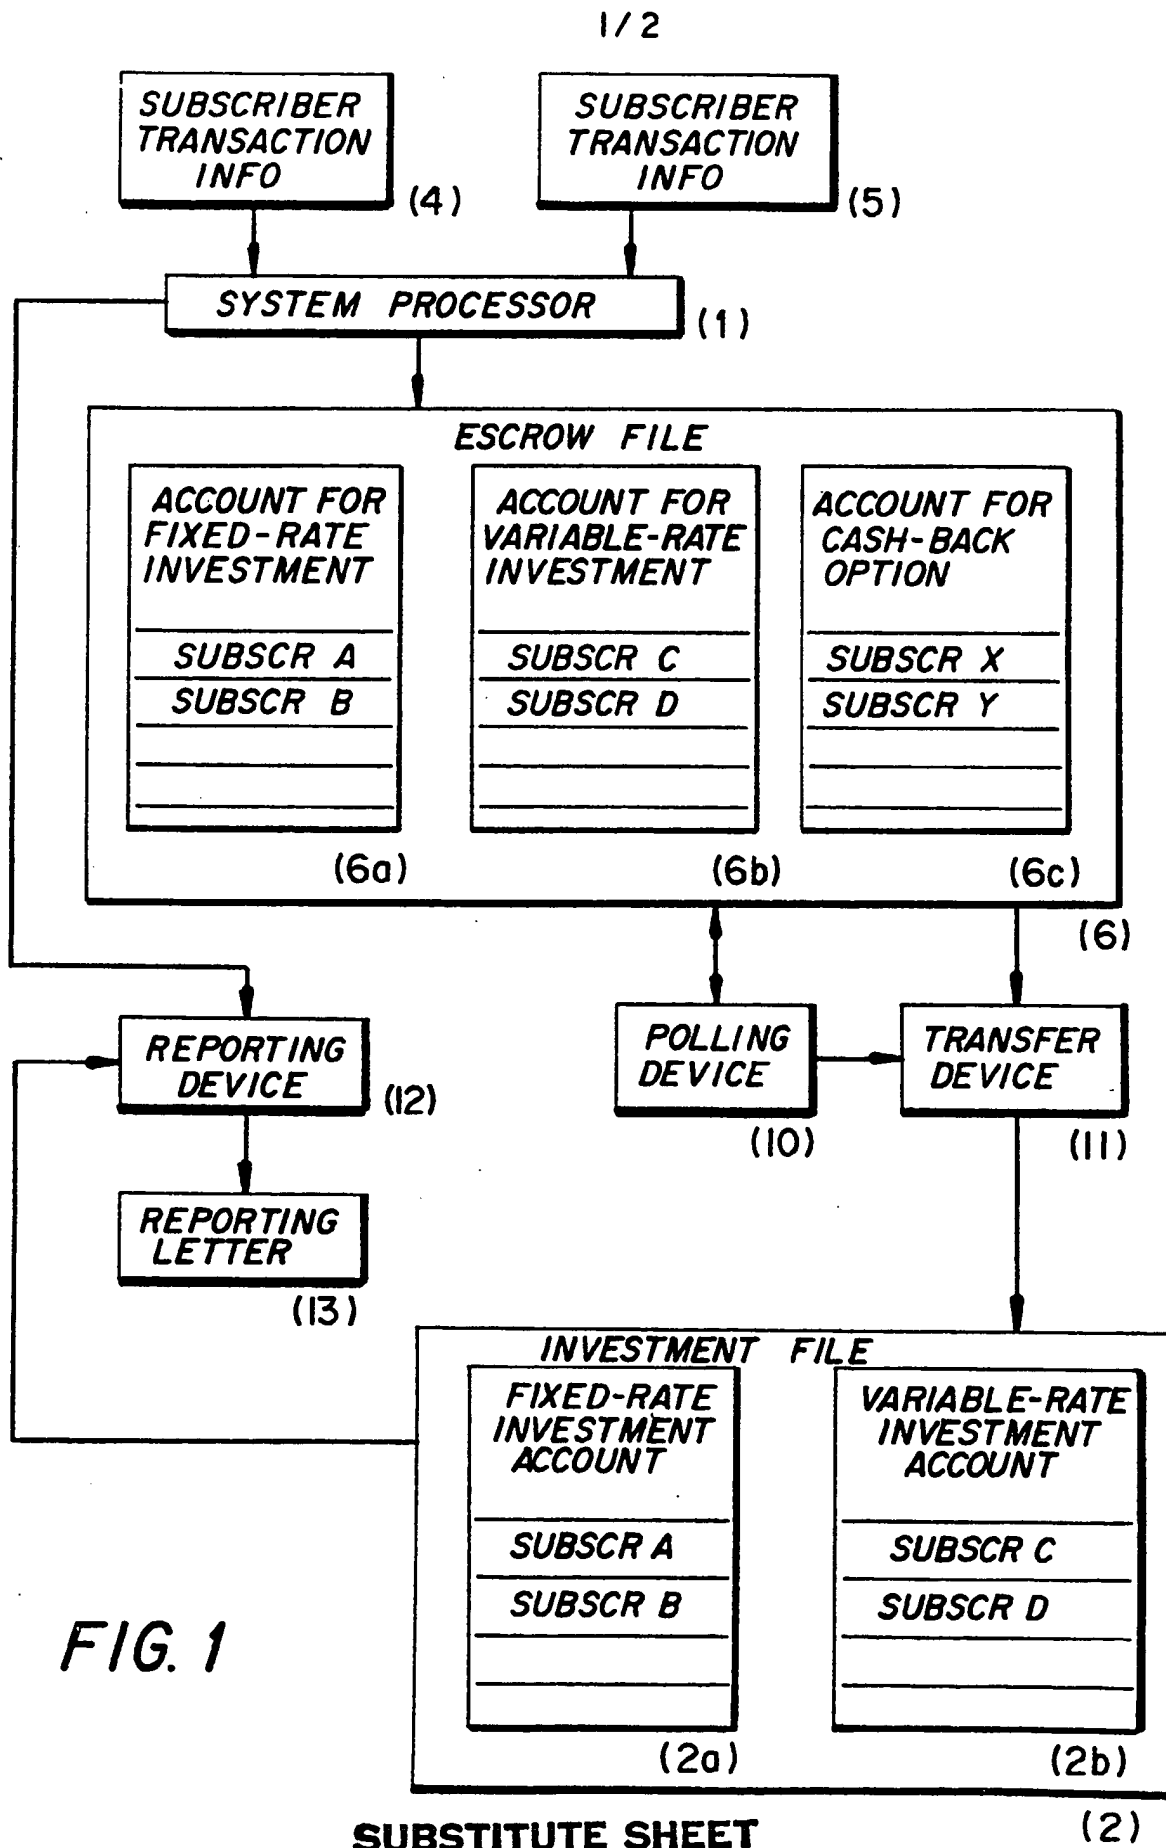 1/2
SUBSCRIBER
TRANSACTION
INFO
(4)
SUBSCRIBER
TRANSACTION
INFO
(5)
SYSTEM PROCESSOR
(1)
ESCROW FILE
ACCOUNT FOR
FIXED-RATE
INVESTMENT
SUBSCR A
SUBSCR B
(6a)
ACCOUNT FOR
VARIABLE-RATE
INVESTMENT
SUBSCR C
SUBSCR D
(6b)
ACCOUNT FOR
CASH-BACK
OPTION
SUBSCR X
SUBSCR Y
(6c)
(6)
REPORTING
DEVICE
(12)
POLLING
DEVICE
(10)
TRANSFER
DEVICE
(11)
REPORTING
LETTER
(13)
INVESTMENT FILE
FIXED-RATE
INVESTMENT
ACCOUNT
SUBSCR A
SUBSCR B
(2a)
VARIABLE-RATE
INVESTMENT
ACCOUNT
SUBSCR C
SUBSCR D
(2b)
(2)
FIG. 1
SUBSTITUTE SHEET